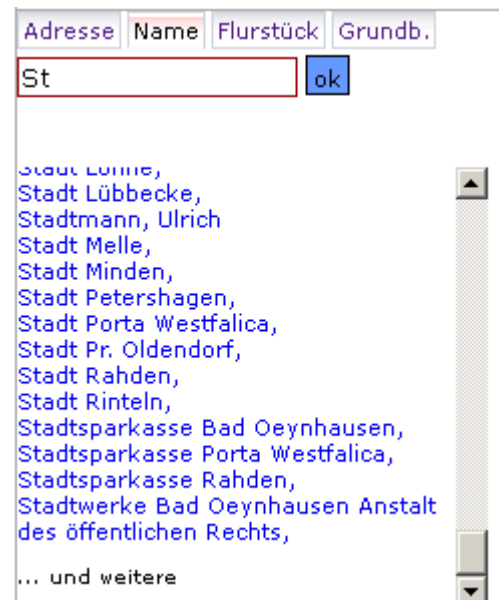 Adresse Name Flurstück Grundb.
St ok
Stadt Löhne,
Stadt Lübbecke,
Stadtmann, Ulrich
Stadt Melle,
Stadt Minden,
Stadt Petershagen,
Stadt Porta Westfalica,
Stadt Pr. Oldendorf,
Stadt Rahden,
Stadt Rinteln,
Stadtsparkasse Bad Oeynhausen,
Stadtsparkasse Porta Westfalica,
Stadtsparkasse Rahden,
Stadtwerke Bad Oeynhausen Anstalt
des öffentlichen Rechts,
... und weitere